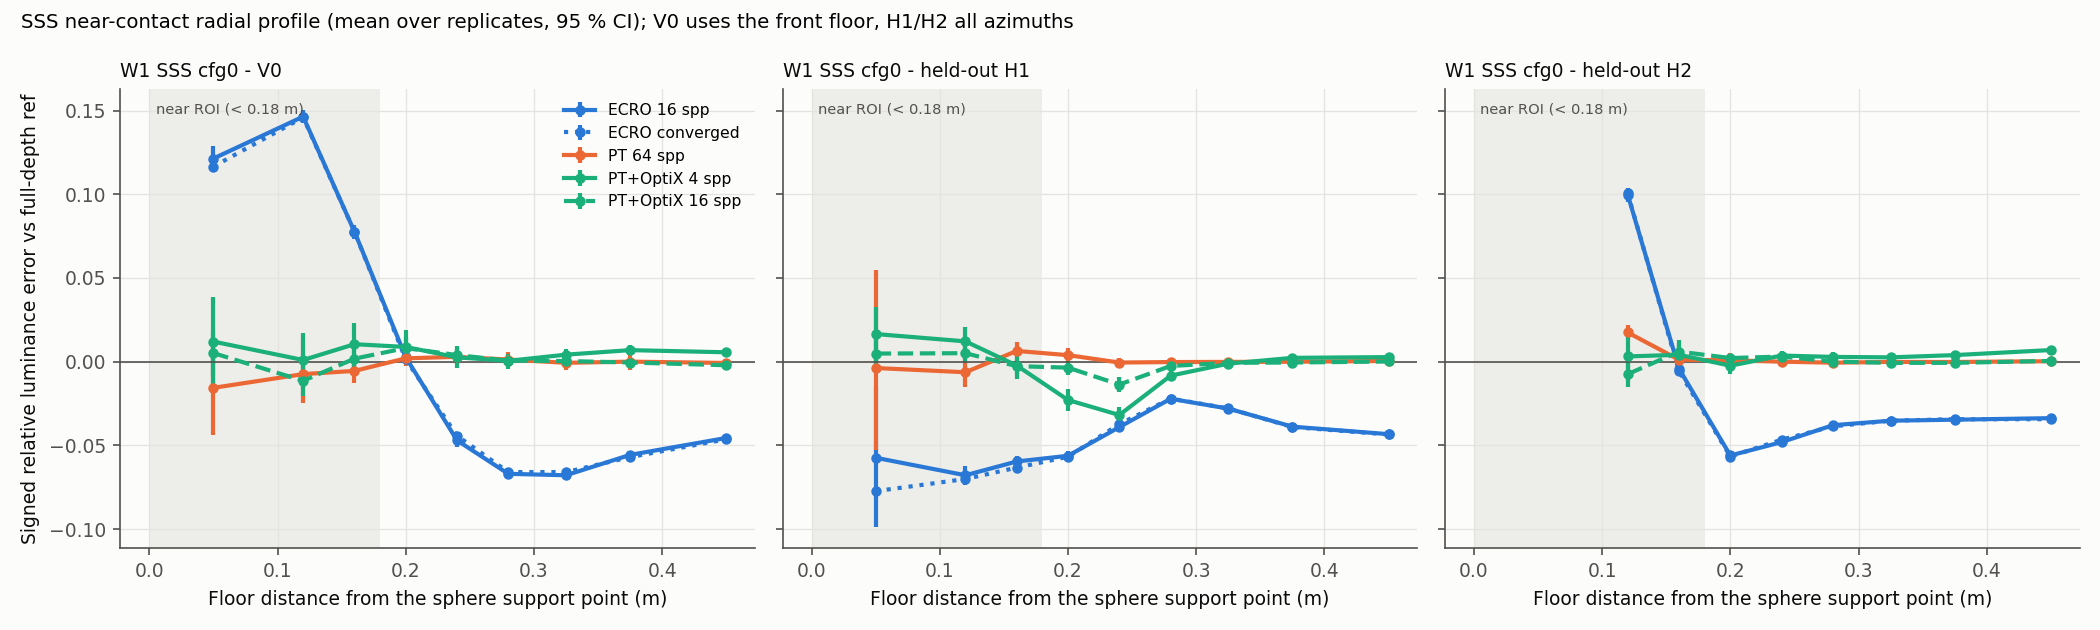 SSS near-contact radial profile (mean over replicates, 95 % CI); V0 uses the front floor, H1/H2 all azimuths
W1 SSS cfg0 - V0
W1 SSS cfg0 - held-out H1
W1 SSS cfg0 - held-out H2
Signed relative luminance error vs full-depth ref
0.15
0.10
0.05
0.00
−0.05
−0.10
near ROI (< 0.18 m)
ECRO 16 spp
ECRO converged
PT 64 spp
PT+OptiX 4 spp
PT+OptiX 16 spp
near ROI (< 0.18 m)
near ROI (< 0.18 m)
0.0 0.1 0.2 0.3 0.4
0.0 0.1 0.2 0.3 0.4
0.0 0.1 0.2 0.3 0.4
Floor distance from the sphere support point (m)
Floor distance from the sphere support point (m)
Floor distance from the sphere support point (m)